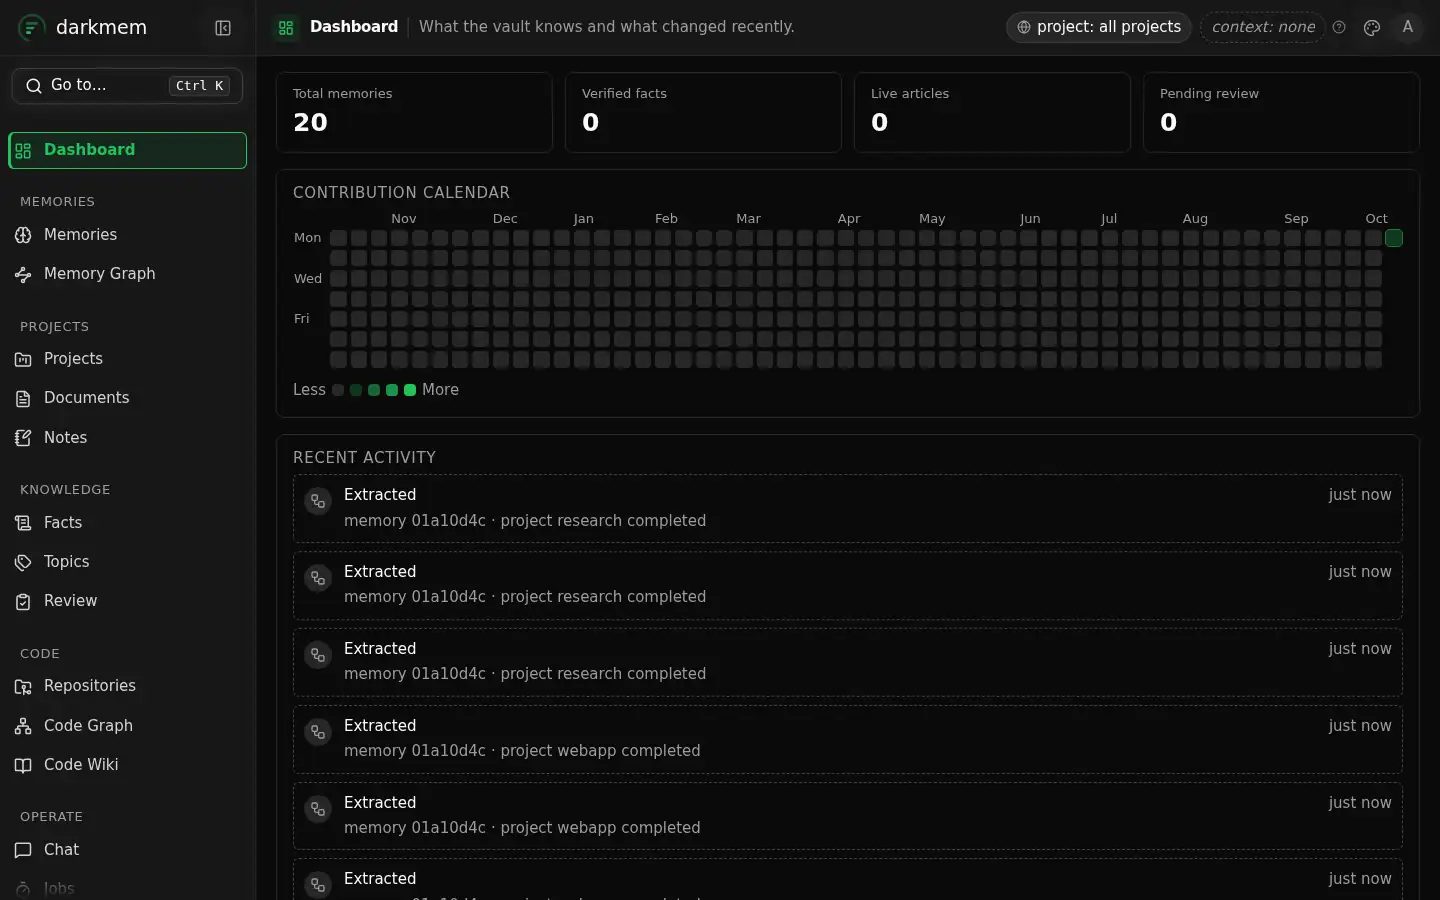 darkmem
Go to...
Ctrl K
Dashboard
MEMORIES
Memories
Memory Graph
PROJECTS
Projects
Documents
Notes
KNOWLEDGE
Facts
Topics
Review
CODE
Repositories
Code Graph
Code Wiki
OPERATE
Chat
Jobs
Dashboard
What the vault knows and what changed recently.
project: all projects
context: none
A
Total memories
20
Verified facts
0
Live articles
0
Pending review
0
CONTRIBUTION CALENDAR
Nov Dec Jan Feb Mar Apr May Jun Jul Aug Sep Oct
Mon
Wed
Fri
Less
More
RECENT ACTIVITY
Extracted
just now
memory 01a10d4c · project research completed
Extracted
just now
memory 01a10d4c · project research completed
Extracted
just now
memory 01a10d4c · project research completed
Extracted
just now
memory 01a10d4c · project webapp completed
Extracted
just now
memory 01a10d4c · project webapp completed
Extracted
just now